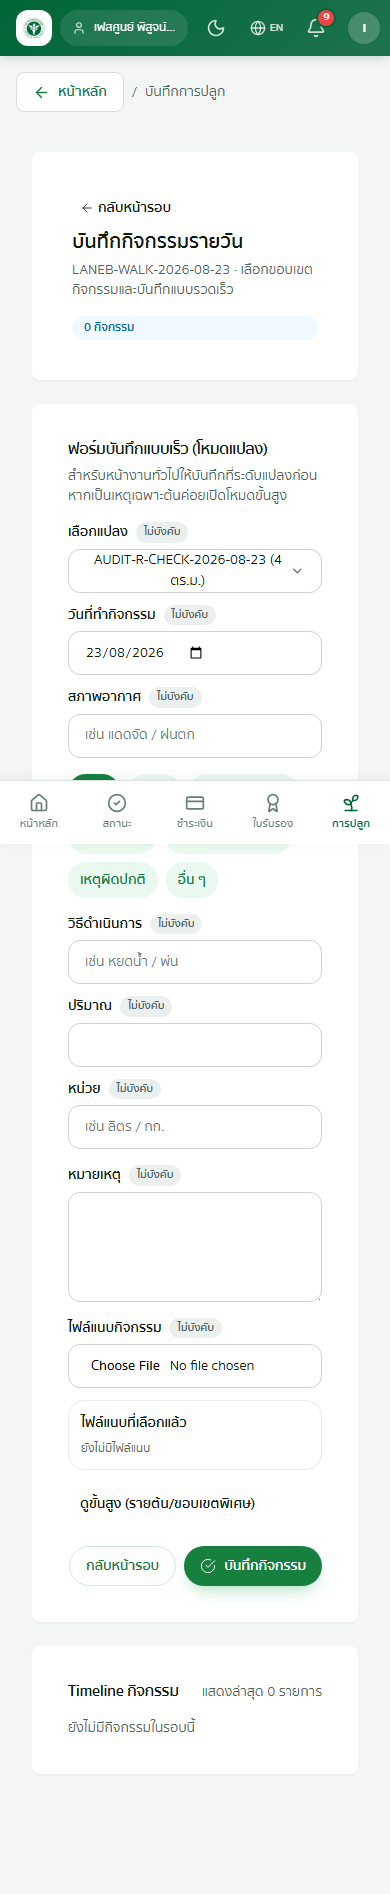 เฟสศูนย์ พิสูจน์...
EN
9
I
หน้าหลัก
/ บันทึกการปลูก
กลับหน้ารอบ
บันทึกกิจกรรมรายวัน
LANEB-WALK-2026-08-23 · เลือกขอบเขต
กิจกรรมและบันทึกแบบรวดเร็ว
0 กิจกรรม
ฟอร์มบันทึกแบบเร็ว (โหมดแปลง)
สำหรับหน้างานทั่วไปให้บันทึกที่ระดับแปลงก่อน
หากเป็นเหตุเฉพาะต้นค่อยเปิดโหมดขั้นสูง
เลือกแปลง ไม่บังคับ
AUDIT-R-CHECK-2026-08-23 (4
ตร.ม.)
วันที่ทำกิจกรรม ไม่บังคับ
23/08/2026
สภาพอากาศ ไม่บังคับ
เช่น แดดจัด / ฝนตก
หน้าหลัก
สถานะ
ชำระเงิน
ใบรับรอง
การปลูก
เหตุผิดปกติ
อื่น ๆ
วิธีดำเนินการ ไม่บังคับ
เช่น หยดน้ำ / พ่น
ปริมาณ ไม่บังคับ
หน่วย ไม่บังคับ
เช่น ลิตร / กก.
หมายเหตุ ไม่บังคับ
ไฟล์แนบกิจกรรม ไม่บังคับ
Choose File No file chosen
ไฟล์แนบที่เลือกแล้ว
ยังไม่มีไฟล์แนบ
ดูขั้นสูง (รายต้น/ขอบเขตพิเศษ)
กลับหน้ารอบ
บันทึกกิจกรรม
Timeline กิจกรรม
แสดงล่าสุด 0 รายการ
ยังไม่มีกิจกรรมในรอบนี้